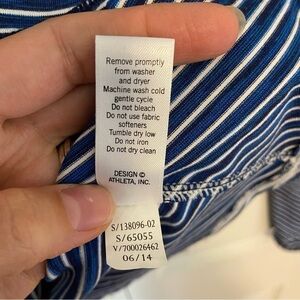 Remove promptly
from washer
and dryer
Machine wash cold
gentle cycle
Do not bleach
Do not use fabric
softeners
Tumble dry low
Do not iron
Do not dry clean
DESIGN ©
ATHLETA, INC.
S/138096-02
S/65055
V/700026462
06/14